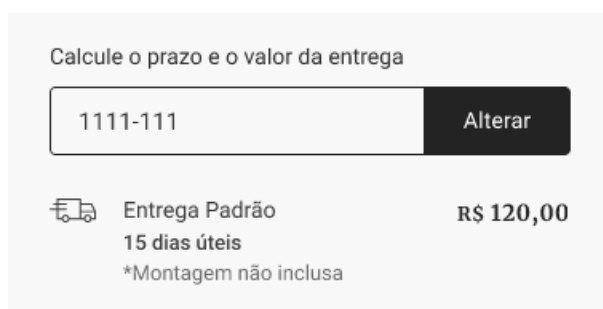 Calcule o prazo e o valor da entrega
1111-111 Alterar
Entrega Padrão R$ 120,00
15 dias úteis
*Montagem não inclusa